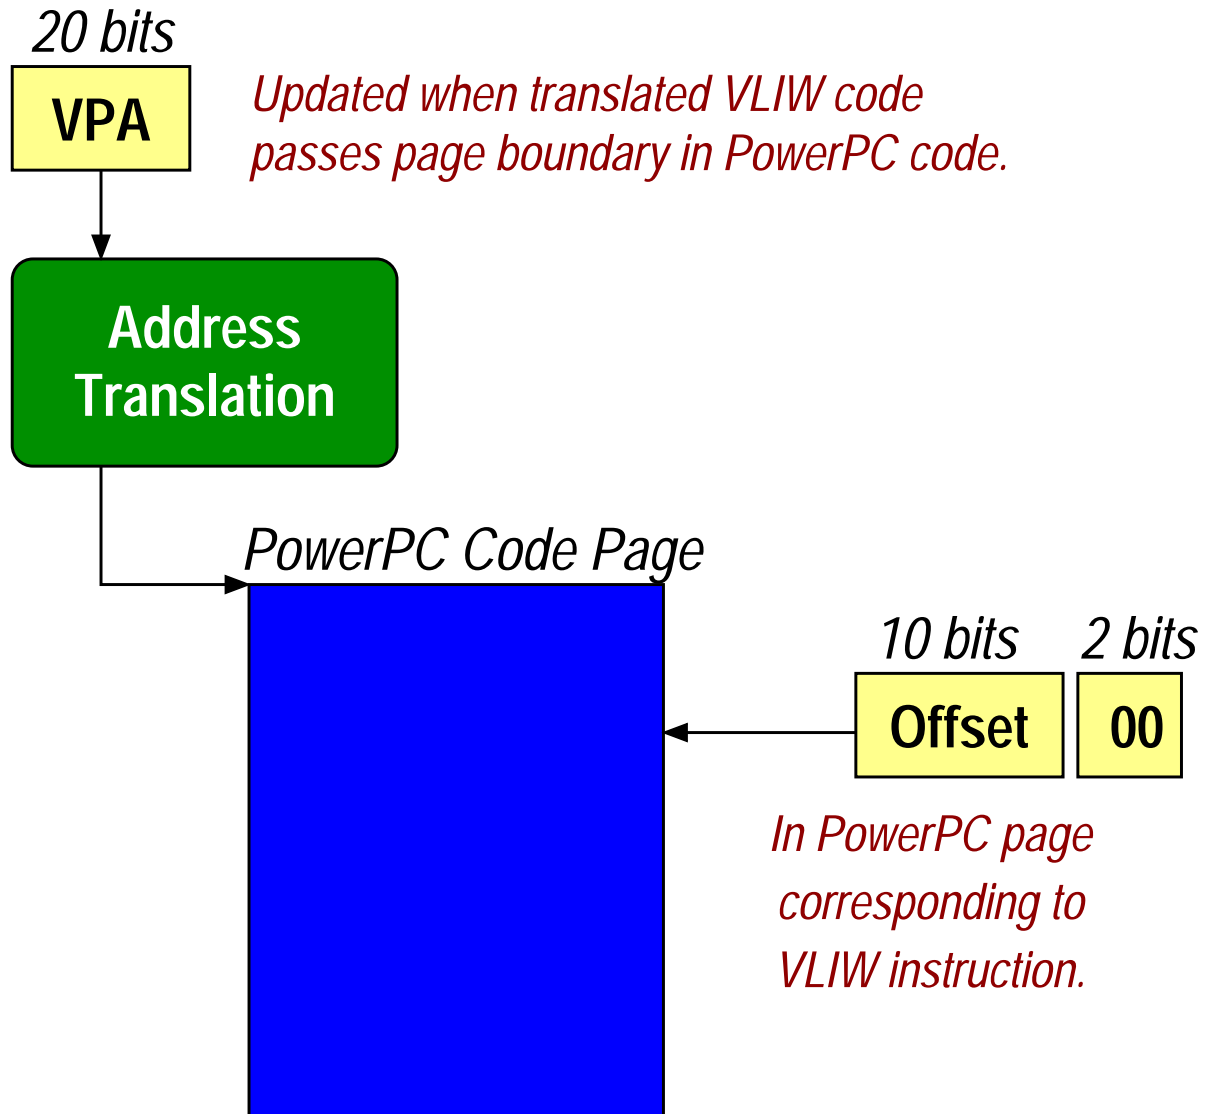 20 bits
VPA
Updated when translated VLIW code
passes page boundary in PowerPC code.
Address
Translation
PowerPC Code Page
10 bits 2 bits
Offset 00
In PowerPC page
corresponding to
VLIW instruction.